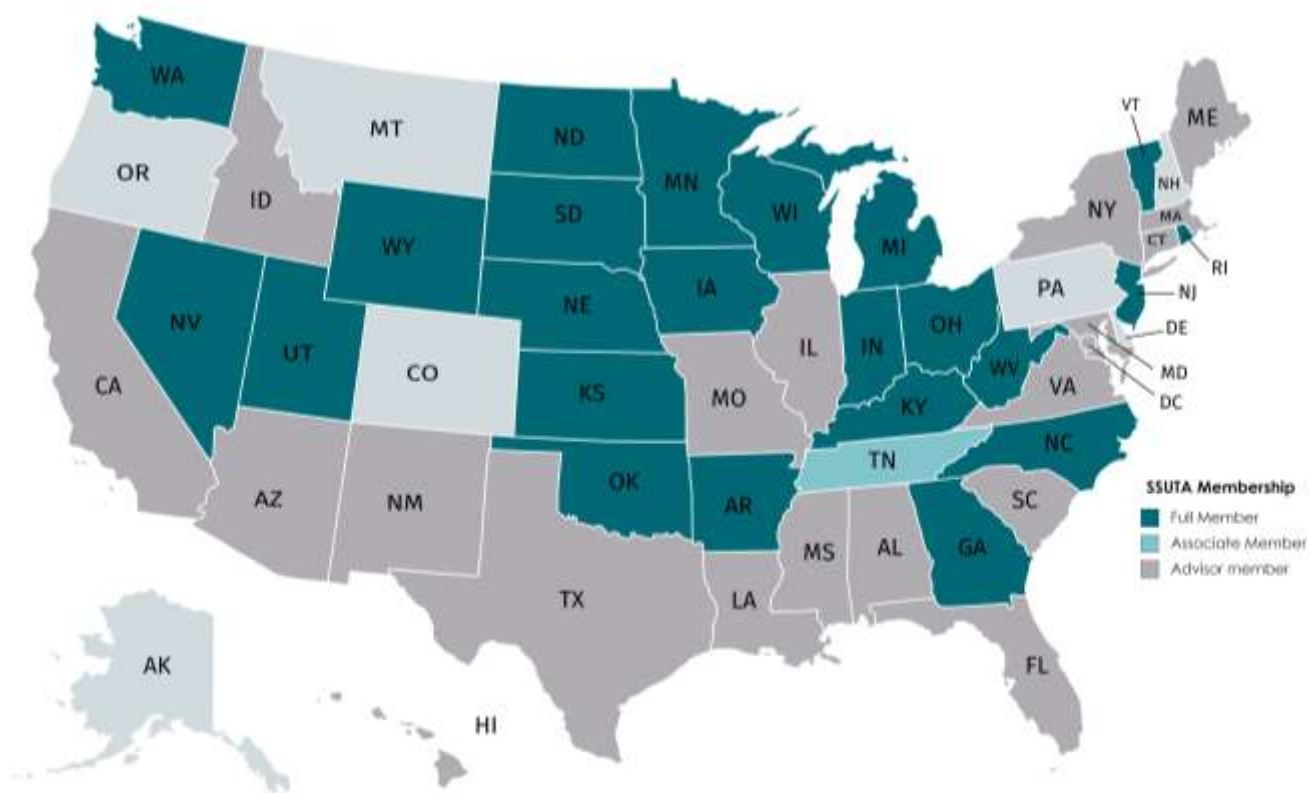 WA
MT
ND
MN
VT
ME
OR
ID
SD
WI
NH
NY
MA
WY
MI
CT
RI
IA
PA
NJ
NE
NV
OH
DE
UT
IL
IN
CO
WV
MD
CA
KS
MO
VA
DC
KY
NC
TN
OK
SSUTA Membership
AZ
NM
AR
SC
Full Member
MS
AL
GA
Associate Member
Advisor member
TX
LA
AK
FL
HI